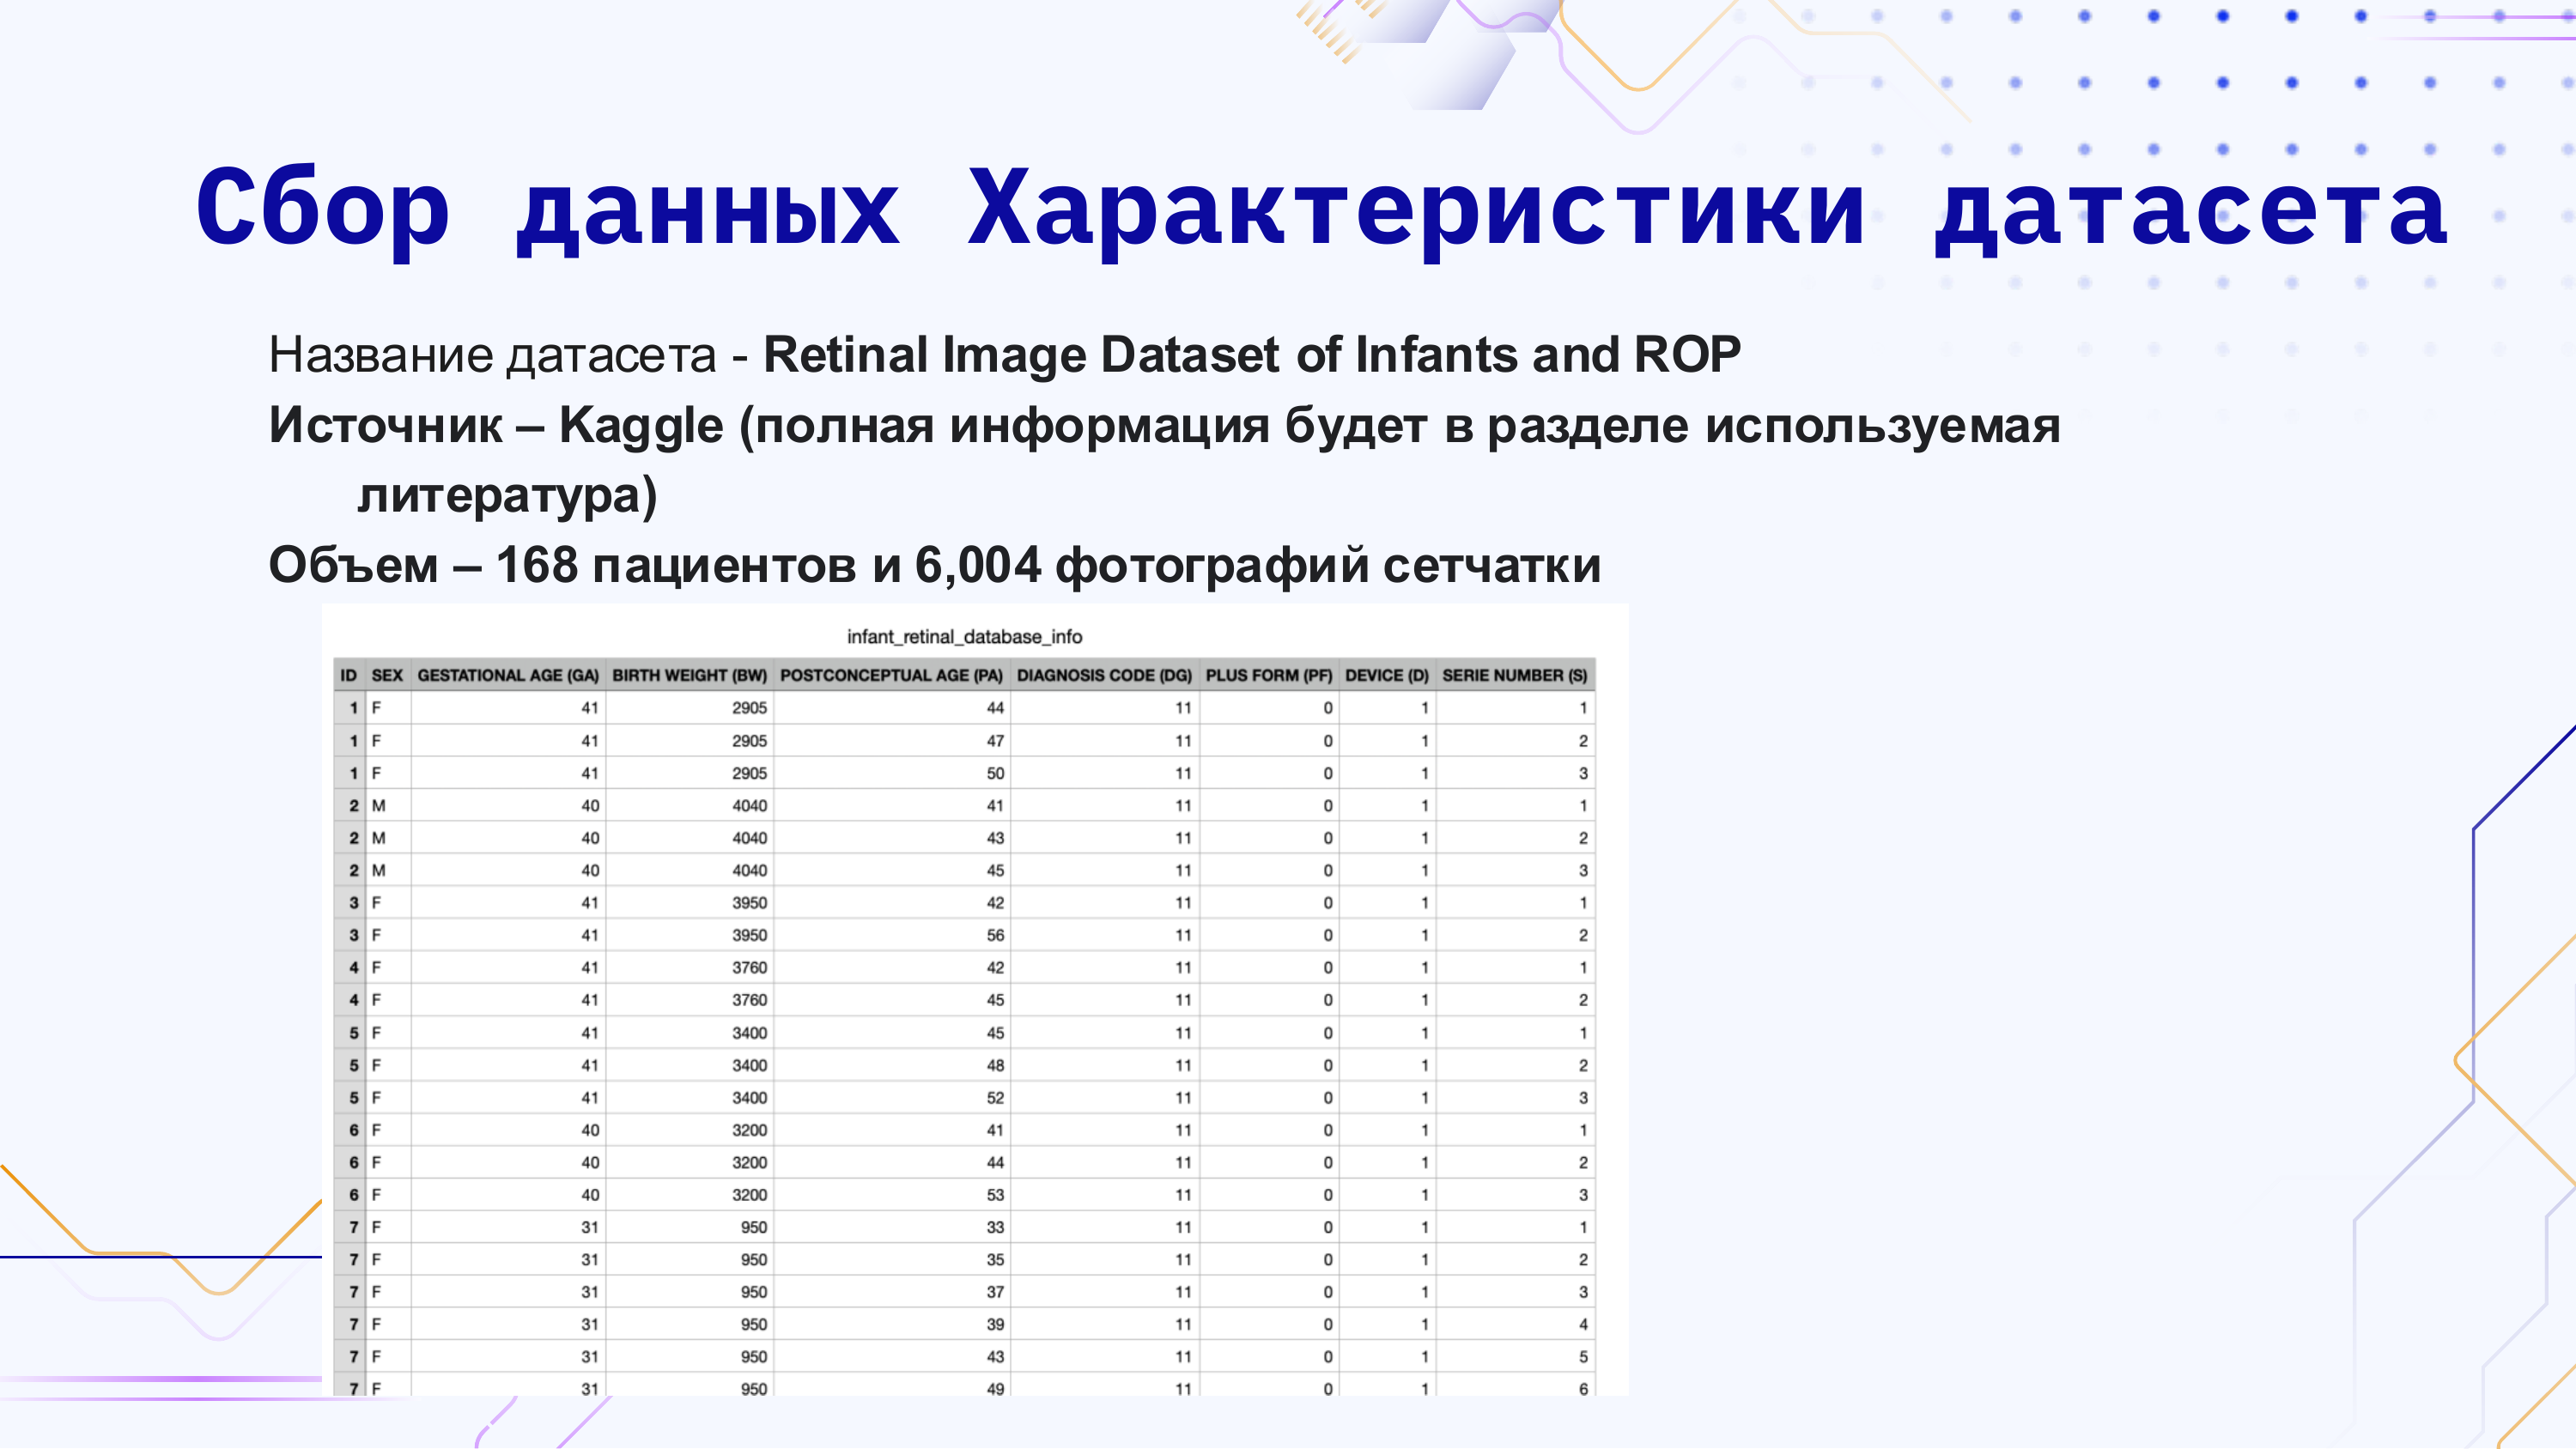 Сбор данных Характеристики датасета
Название датасета - Retinal Image Dataset of Infants and ROP
Источник – Kaggle (полная информация будет в разделе используемая
литература)
Объем – 168 пациентов и 6,004 фотографий сетчатки
infant_retinal_database_info
ID SEX GESTATIONAL AGE (GA) BIRTH WEIGHT (BW) POSTCONCEPTUAL AGE (PA) DIAGNOSIS CODE (DG) PLUS FORM (PF) DEVICE (D) SERIE NUMBER (S)
1 F 41 2905 44 11 0 1 1
1 F 41 2905 47 11 0 1 2
1 F 41 2905 50 11 0 1 3
2 M 40 4040 41 11 0 1 1
2 M 40 4040 43 11 0 1 2
2 M 40 4040 45 11 0 1 3
3 F 41 3950 42 11 0 1 1
3 F 41 3950 56 11 0 1 2
4 F 41 3760 42 11 0 1 1
4 F 41 3760 45 11 0 1 2
5 F 41 3400 45 11 0 1 1
5 F 41 3400 48 11 0 1 2
5 F 41 3400 52 11 0 1 3
6 F 40 3200 41 11 0 1 1
6 F 40 3200 44 11 0 1 2
6 F 40 3200 53 11 0 1 3
7 F 31 950 33 11 0 1 1
7 F 31 950 35 11 0 1 2
7 F 31 950 37 11 0 1 3
7 F 31 950 39 11 0 1 4
7 F 31 950 43 11 0 1 5
7 F 31 950 49 11 0 1 6